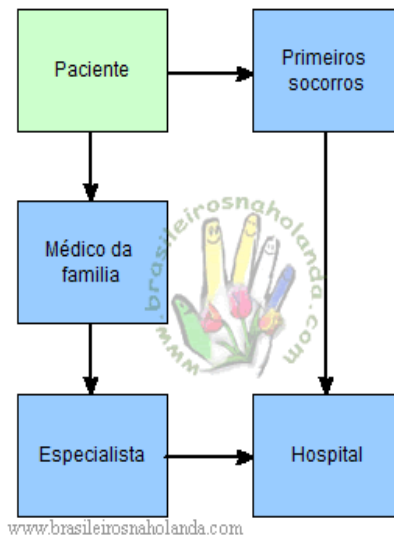 Paciente
Primeiros
socorros
Médico da
familia
www.brasileirosnaholanda.com
Especialista
Hospital
www.brasileirosnaholanda.com